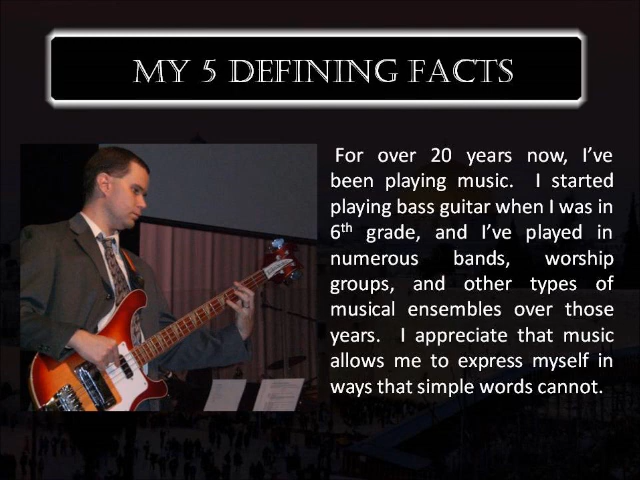 MY 5 DEFINING FACTS
For over 20 years now, I’ve
been playing music. I started
playing bass guitar when I was in
6th grade, and I’ve played in
numerous bands, worship
groups, and other types of
musical ensembles over those
years. I appreciate that music
allows me to express myself in
ways that simple words cannot.